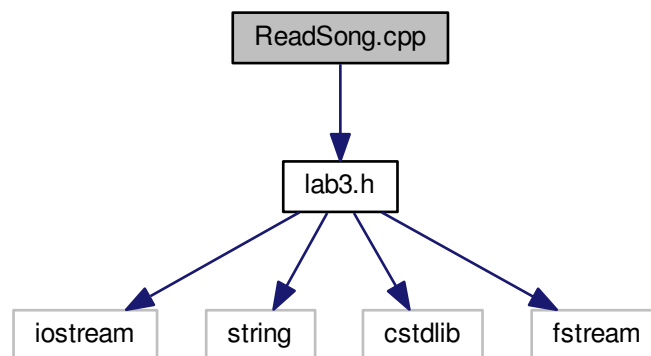 ReadSong.cpp
lab3.h
iostream
string
cstdlib
fstream